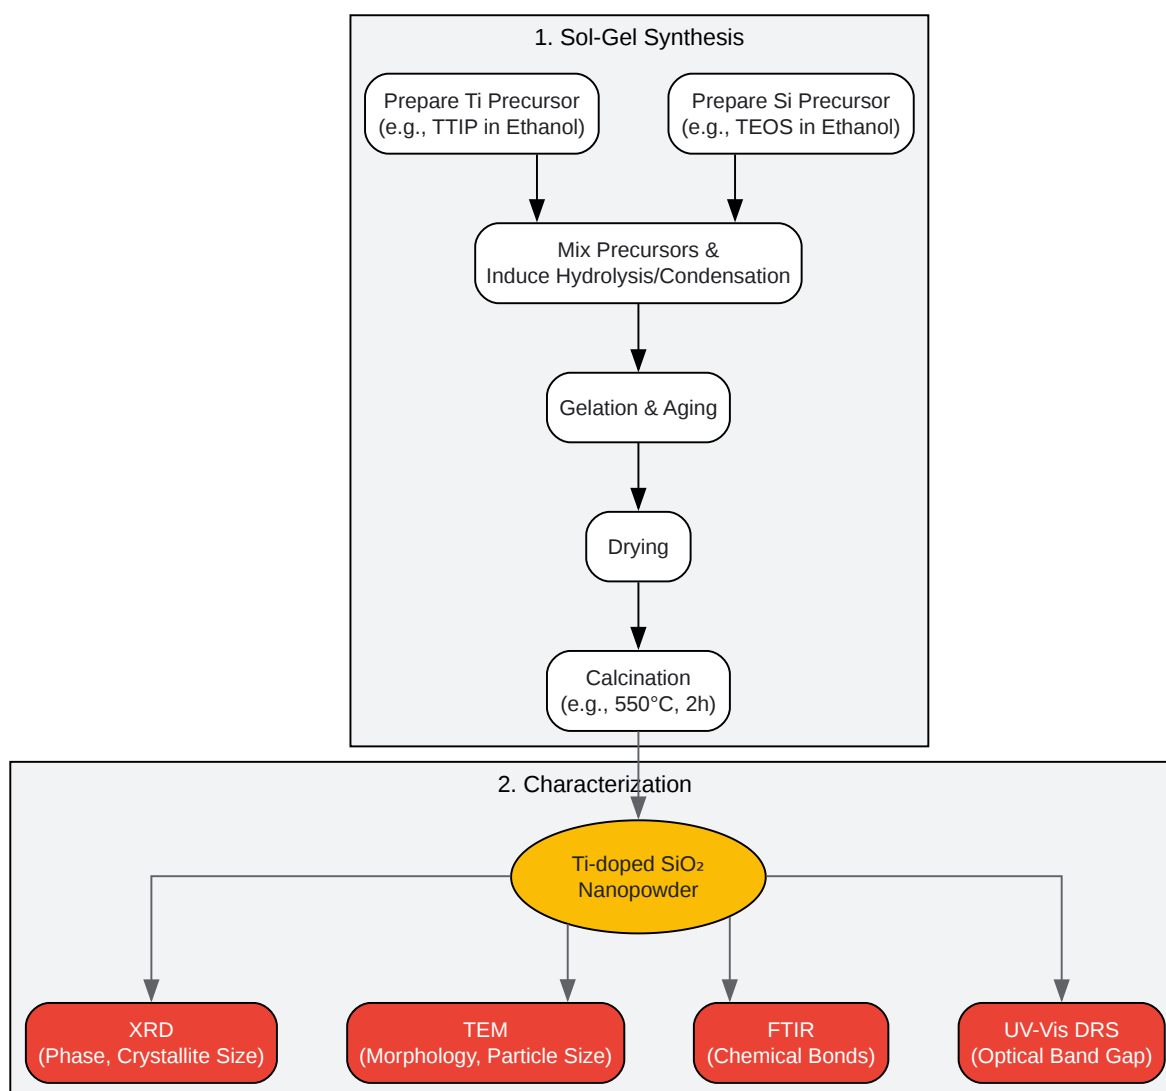 1. Sol-Gel Synthesis
Prepare Ti Precursor
(e.g., TTIP in Ethanol)
Prepare Si Precursor
(e.g., TEOS in Ethanol)
Mix Precursors &
Induce Hydrolysis/Condensation
Gelation & Aging
Drying
Calcination
(e.g., 550°C, 2h)
2. Characterization
Ti-doped SiO₂
Nanopowder
XRD
(Phase, Crystallite Size)
TEM
(Morphology, Particle Size)
FTIR
(Chemical Bonds)
UV-Vis DRS
(Optical Band Gap)